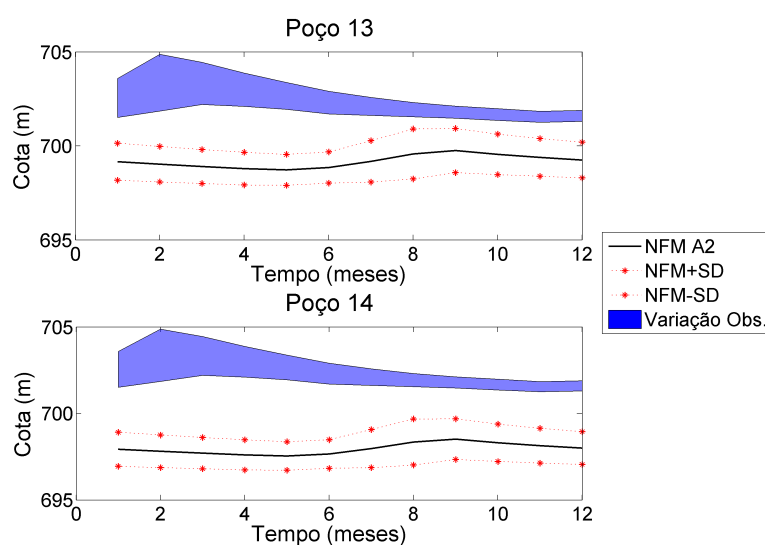 Poço 13
705
700
695
Cota (m)
0
2
4
6
8
10
12
Tempo (meses)
Poço 14
705
700
695
Cota (m)
0
2
4
6
8
10
12
Tempo (meses)
NFM A2
NFM+SD
NFM-SD
Variação Obs.